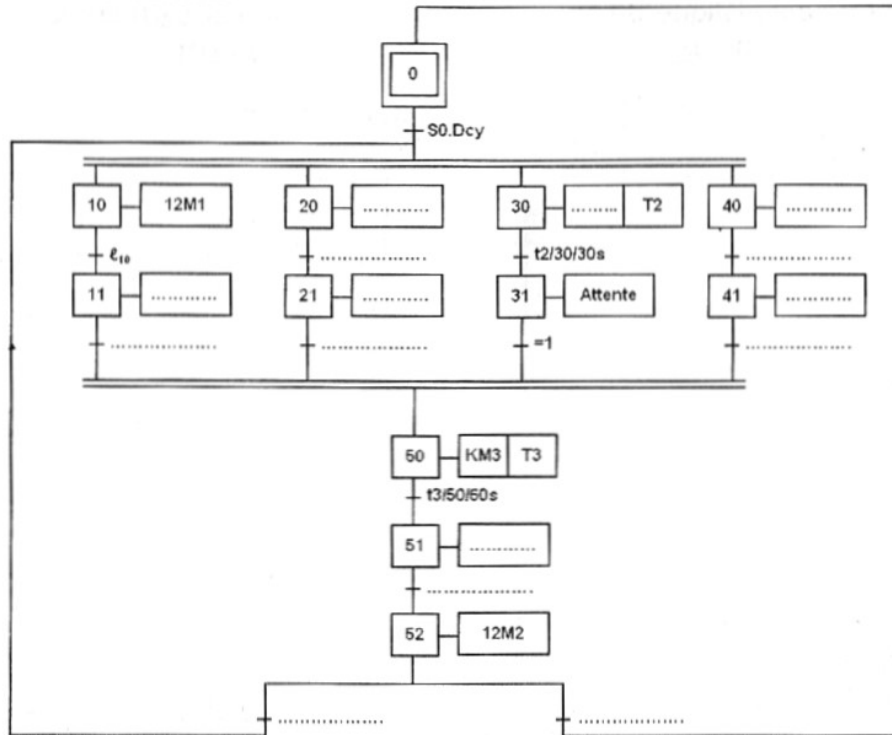 0
S0.Dcy
10 12M1 20 ............ 30 ......... T2 40 ............
ℓ10 ........................ t2/30/30s ........................
11 ............ 21 ............ 31 Attente 41 ............
........................ ........................ =1 ........................
50 KM3 T3
t3/50/60s
51 ............
........................
52 12M2
........................ ........................